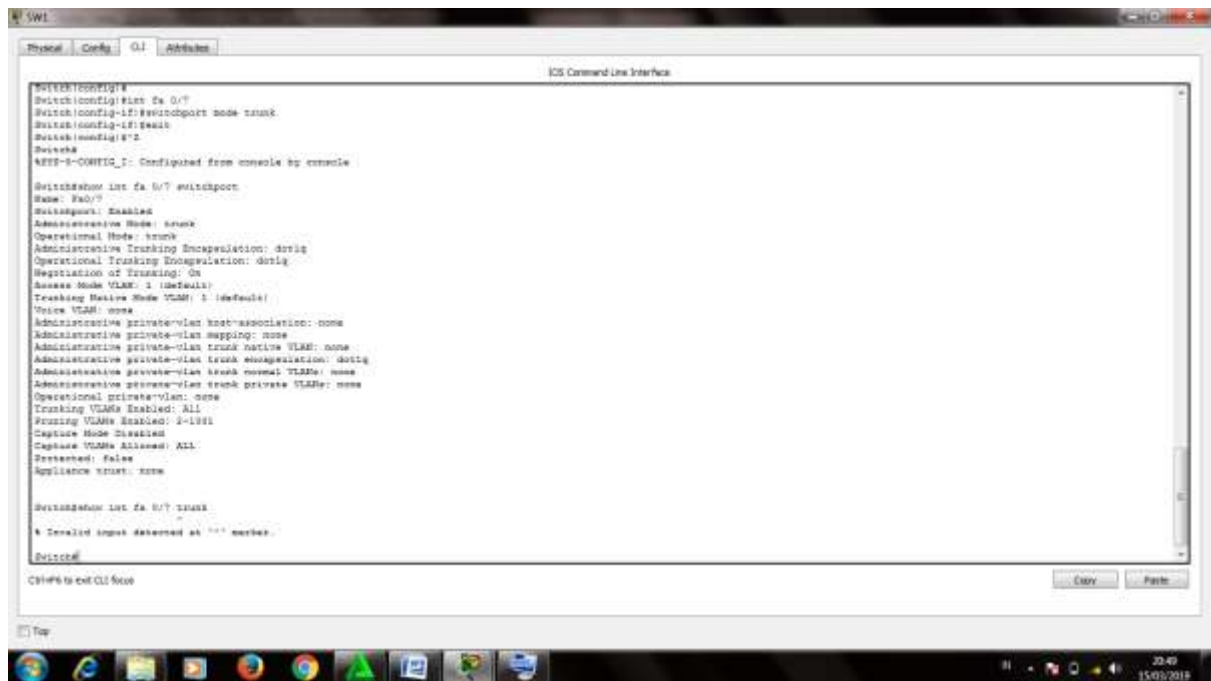 SW1
Physical Config CLI Attributes
IOS Command Line Interface
Switch(config)#
Switch(config)#int fa 0/7
Switch(config-if)#switchport mode trunk
Switch(config-if)#exit
Switch(config)#^Z
Switch#
%SYS-5-CONFIG_I: Configured from console by console
Switch#show int fa 0/7 switchport
Name: Fa0/7
Switchport: Enabled
Administrative Mode: trunk
Operational Mode: trunk
Administrative Trunking Encapsulation: dot1q
Operational Trunking Encapsulation: dot1q
Negotiation of Trunking: On
Access Mode VLAN: 1 (default)
Trunking Native Mode VLAN: 1 (default)
Voice VLAN: none
Administrative private-vlan host-association: none
Administrative private-vlan mapping: none
Administrative private-vlan trunk native VLAN: none
Administrative private-vlan trunk encapsulation: dot1q
Administrative private-vlan trunk normal VLANs: none
Administrative private-vlan trunk private VLANs: none
Operational private-vlan: none
Trunking VLANs Enabled: All
Pruning VLANs Enabled: 2-1001
Capture Mode Disabled
Capture VLANs Allowed: ALL
Protected: false
Appliance trust: none
Switch#show int fa 0/7 trunk
^
% Invalid input detected at '^' marker.
Switch#
Ctrl+F6 to exit CLI focus
Copy Paste
Top
20:49
15/03/2019